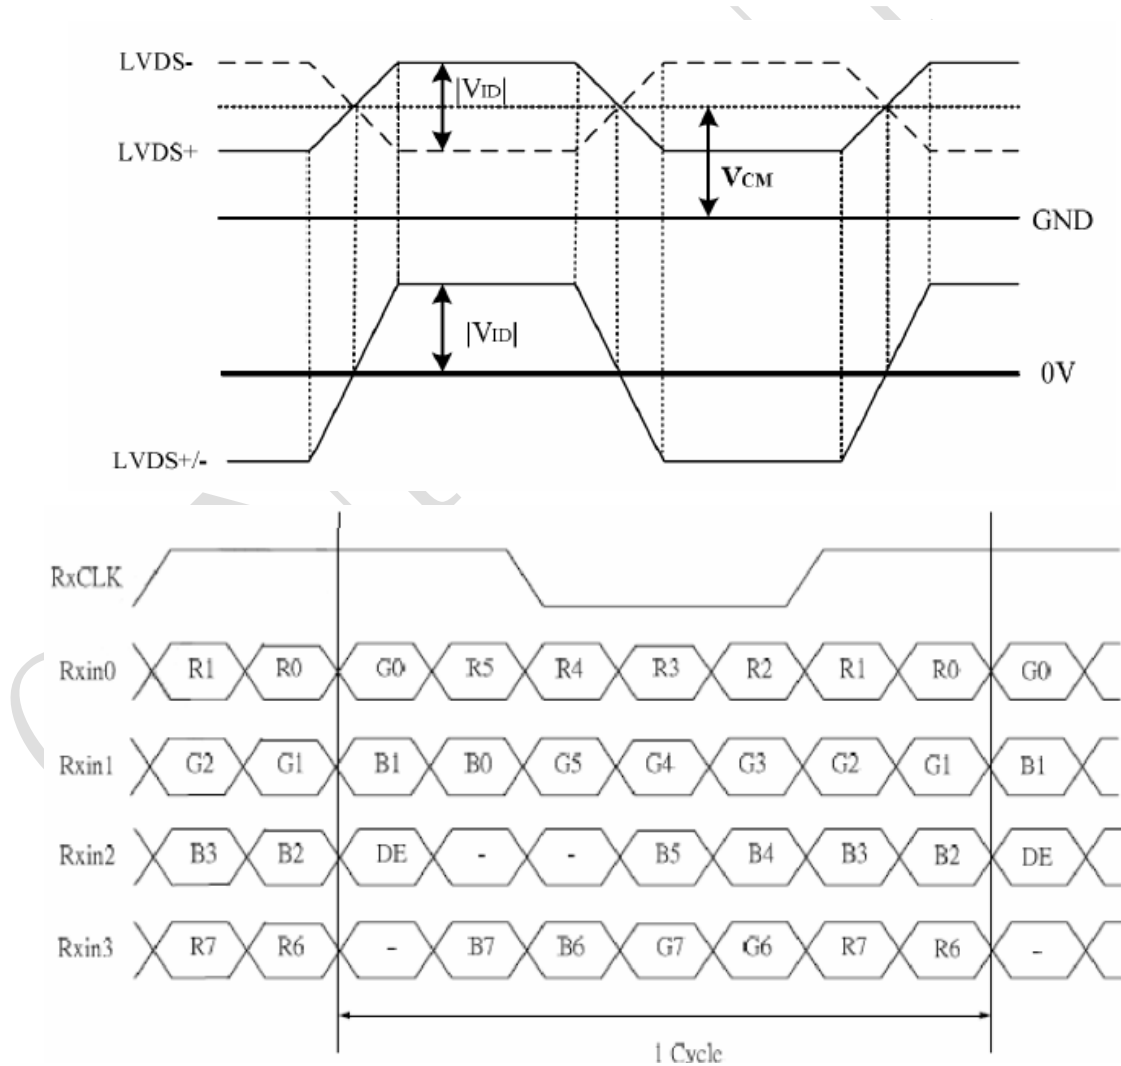 LVDS-
|VID|
LVDS+
VCM
GND
|VID|
0V
LVDS+/-
RxCLK
Rxin0 R1 R0 G0 R5 R4 R3 R2 R1 R0 G0
Rxin1 G2 G1 B1 B0 G5 G4 G3 G2 G1 B1
Rxin2 B3 B2 DE - - B5 B4 B3 B2 DE
Rxin3 R7 R6 - B7 B6 G7 G6 R7 R6 -
1 Cycle